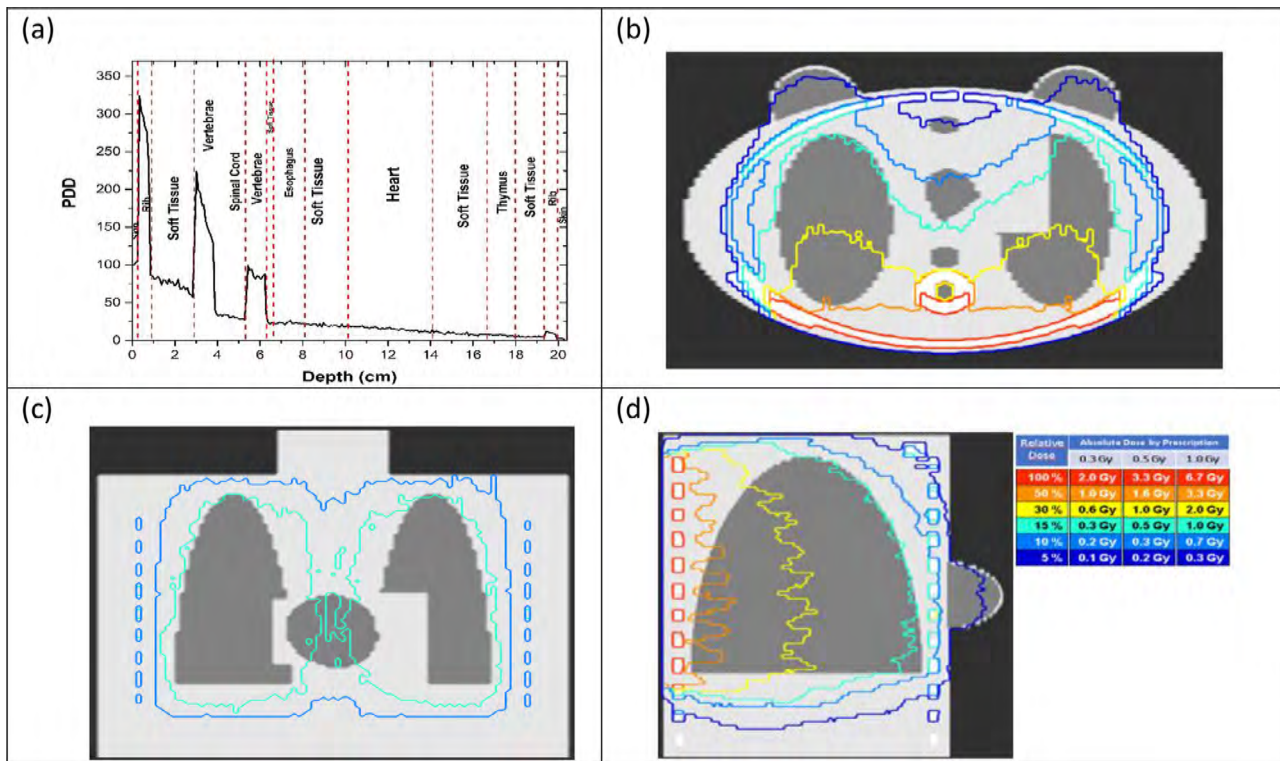 (a)
350
300
250
200
150
100
50
0
PDD
Rib
Soft Tissue
Vertebrae
Spinal Cord
Vertebrae
Esophagus
Soft Tissue
Heart
Soft Tissue
Thymus
Soft Tissue
Rib
Skin
0 2 4 6 8 10 12 14 16 18 20
Depth (cm)
(b)
(c)
(d)
Relative Dose Absolute Dose by Prescription
0.3 Gy 0.5 Gy 1.0 Gy
100 % 2.0 Gy 3.3 Gy 6.7 Gy
50 % 1.0 Gy 1.6 Gy 3.3 Gy
30 % 0.6 Gy 1.0 Gy 2.0 Gy
15 % 0.3 Gy 0.5 Gy 1.0 Gy
10 % 0.2 Gy 0.3 Gy 0.7 Gy
5 % 0.1 Gy 0.2 Gy 0.3 Gy